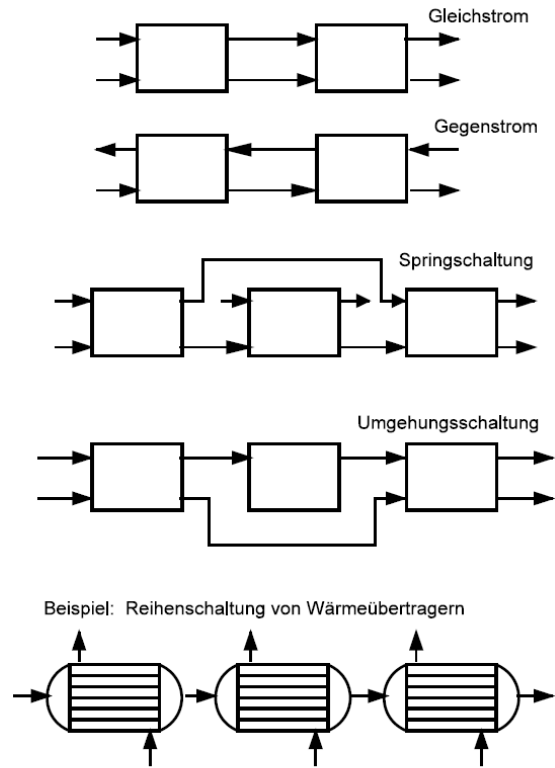 Gleichstrom
Gegenstrom
Springschaltung
Umgehungsschaltung
Beispiel: Reihenschaltung von Wärmeübertragern